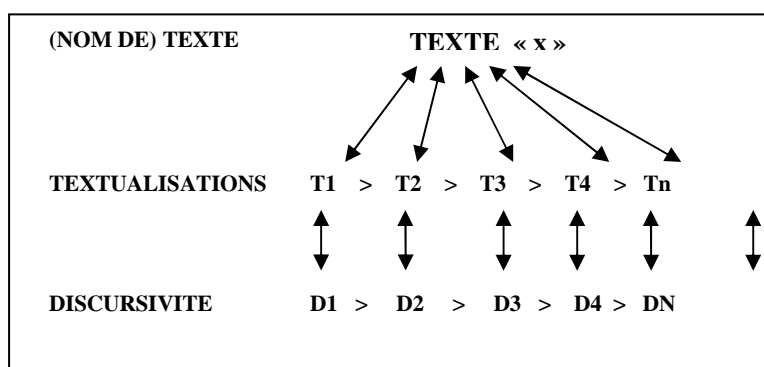 (NOM DE) TEXTE TEXTE « x »
TEXTUALISATIONS T1 > T2 > T3 > T4 > Tn
DISCURSIVITE D1 > D2 > D3 > D4 > DN